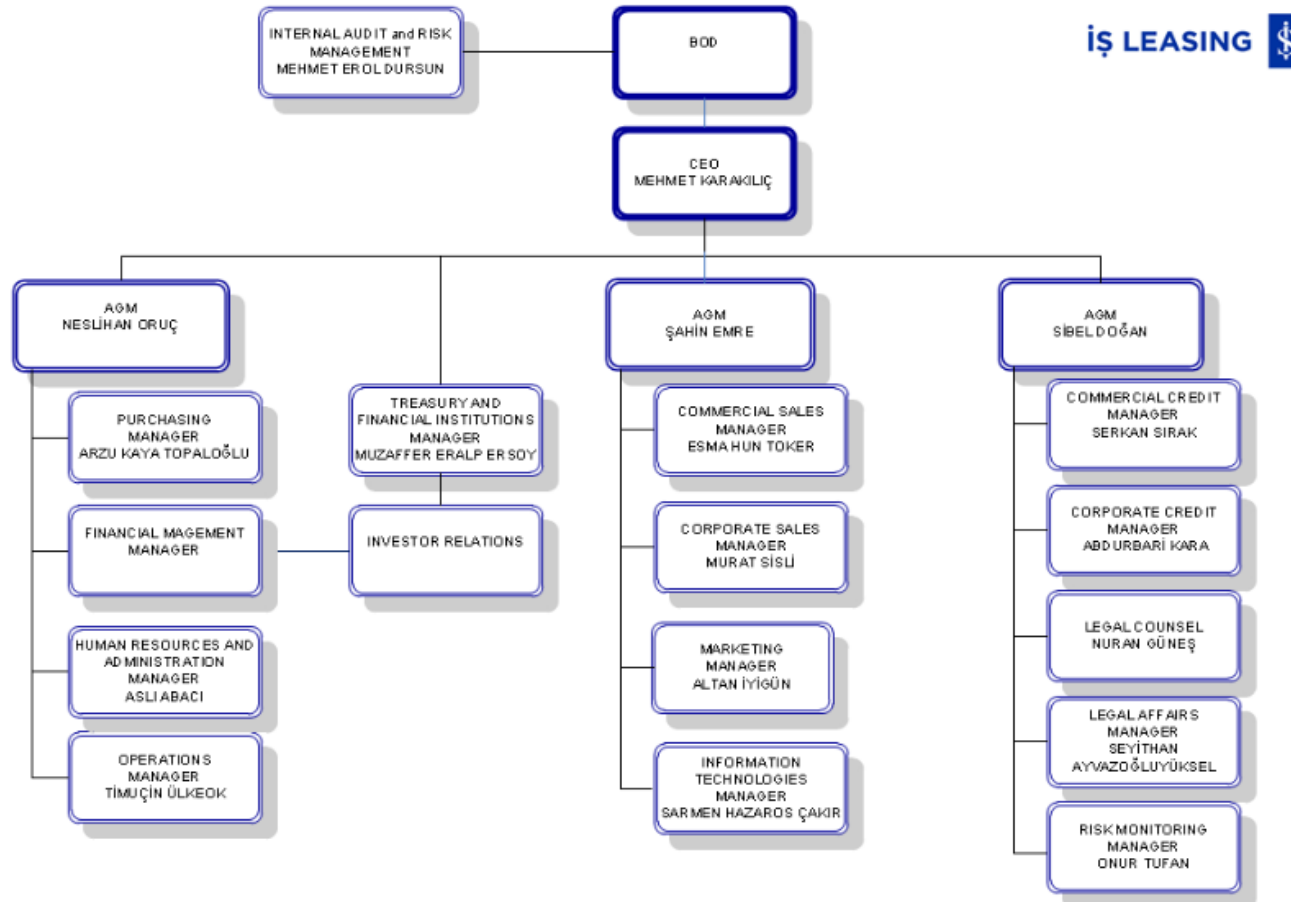 INTERNAL AUDIT and RISK
MANAGEMENT
MEHMET EROL DURSUN
BOD
İŞ LEASING
CEO
MEHMET KARAKILIÇ
AGM
NESLİHAN ORUÇ
AGM
ŞAHİN EMRE
AGM
SİBEL DOĞAN
PURCHASING
MANAGER
ARZU KAYA TOPALOĞLU
FINANCIAL MAGEMENT
MANAGER
HUMAN RESOURCES AND
ADMINISTRATION
MANAGER
ASLI ABACI
OPERATIONS
MANAGER
TİMUÇİN ÜLKEOK
TREASURY AND
FINANCIAL INSTITUTIONS
MANAGER
MUZAFFER ERALP ERSOY
INVESTOR RELATIONS
COMMERCIAL SALES
MANAGER
ESMA HUN TOKER
CORPORATE SALES
MANAGER
MURAT SİSLİ
MARKETING
MANAGER
ALTAN İYİGÜN
INFORMATION
TECHNOLOGIES
MANAGER
SARMEN HAZAROS ÇAKIR
COMMERCIAL CREDIT
MANAGER
SERKAN SIRAK
CORPORATE CREDIT
MANAGER
ABDURBARİ KARA
LEGAL COUNSEL
NURAN GÜNEŞ
LEGAL AFFAIRS
MANAGER
SEYİTHAN
AYVAZOĞLUYÜKSEL
RISK MONITORING
MANAGER
ONUR TUFAN